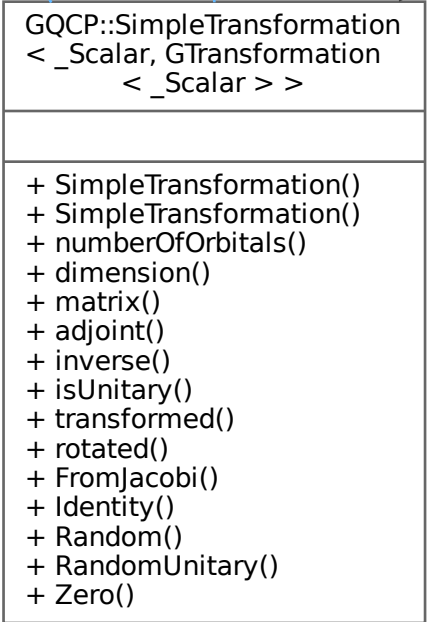 GQCP::SimpleTransformation
< _Scalar, GTransformation
< _Scalar > >
+ SimpleTransformation()
+ SimpleTransformation()
+ numberOfOrbitals()
+ dimension()
+ matrix()
+ adjoint()
+ inverse()
+ isUnitary()
+ transformed()
+ rotated()
+ FromJacobi()
+ Identity()
+ Random()
+ RandomUnitary()
+ Zero()